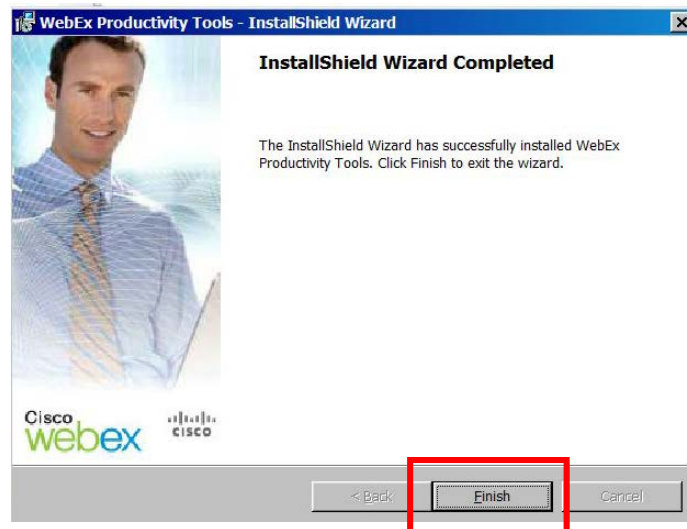 WebEx Productivity Tools - InstallShield Wizard
InstallShield Wizard Completed
The InstallShield Wizard has successfully installed WebEx
Productivity Tools. Click Finish to exit the wizard.
Cisco
webex
CISCO
< Back
Finish
Cancel